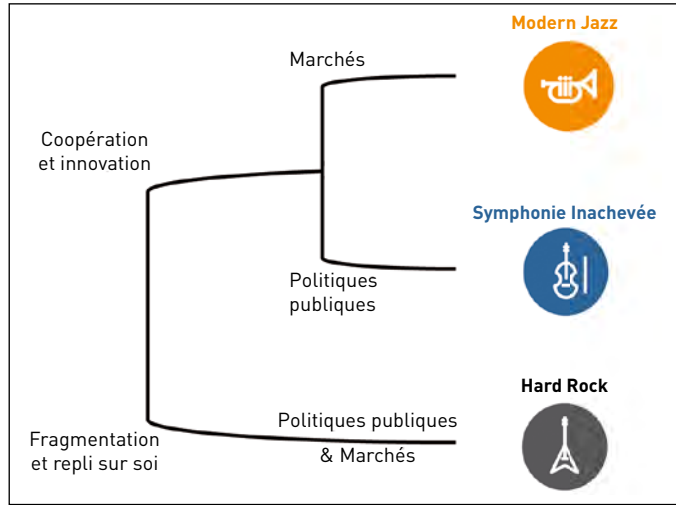 Modern Jazz
Marchés
Coopération
et innovation
Symphonie Inachevée
Politiques
publiques
Hard Rock
Politiques publiques
& Marchés
Fragmentation
et repli sur soi